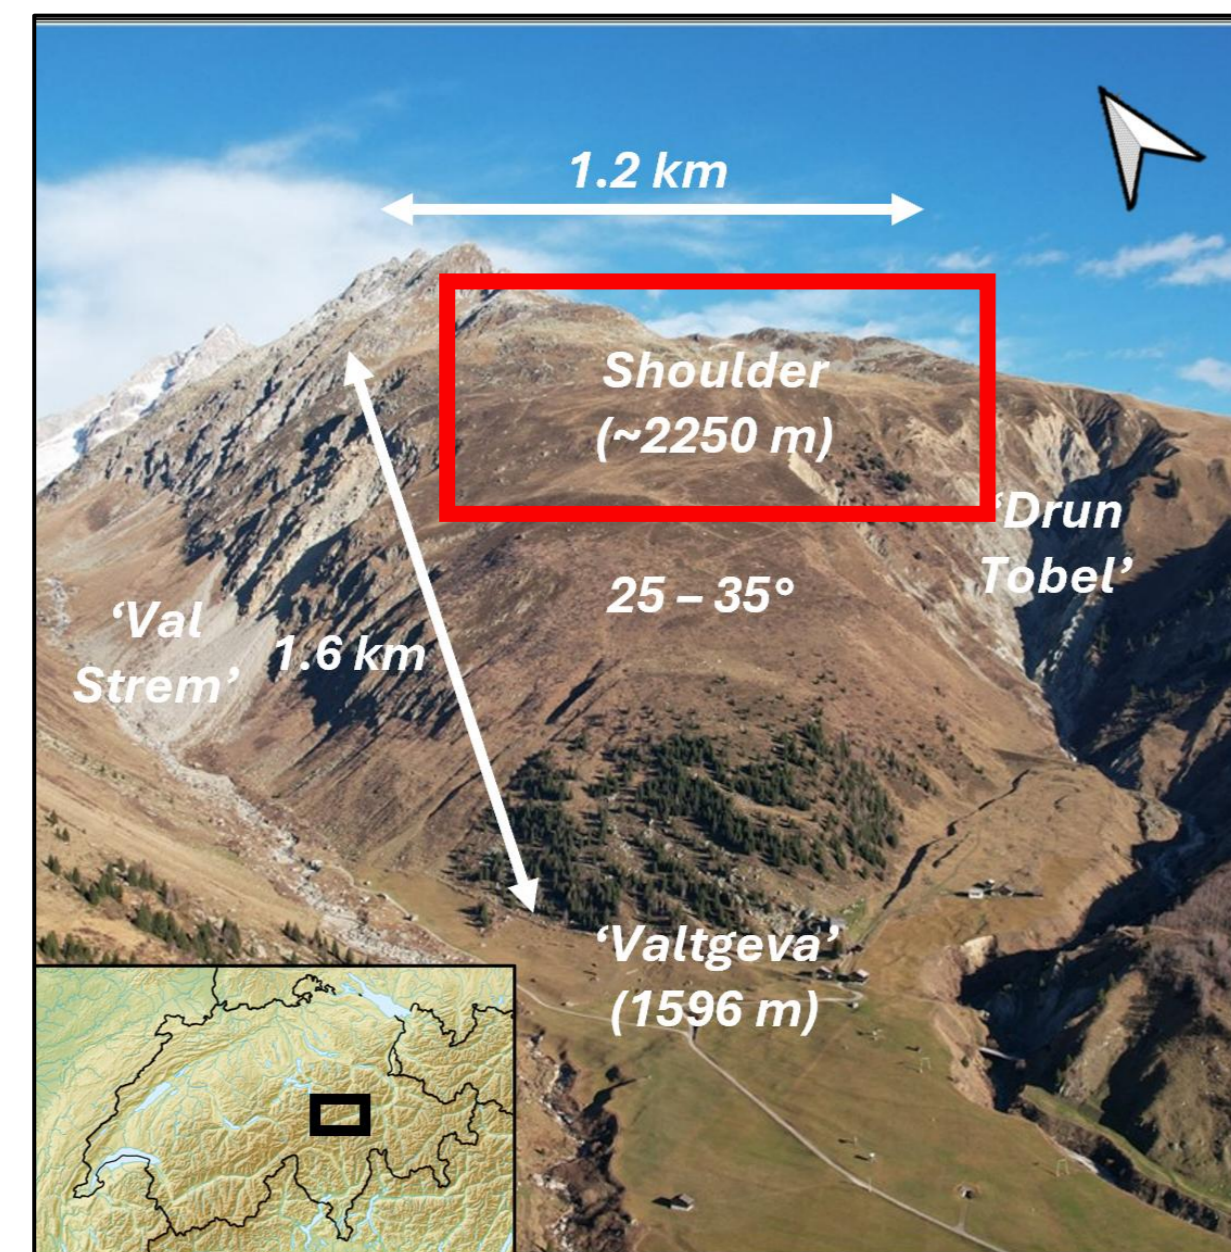 1.2 km
Shoulder
(~2250 m)
‘Drun
Tobel’
25 – 35°
‘Val
Strem’
1.6 km
‘Valtgeva’
(1596 m)